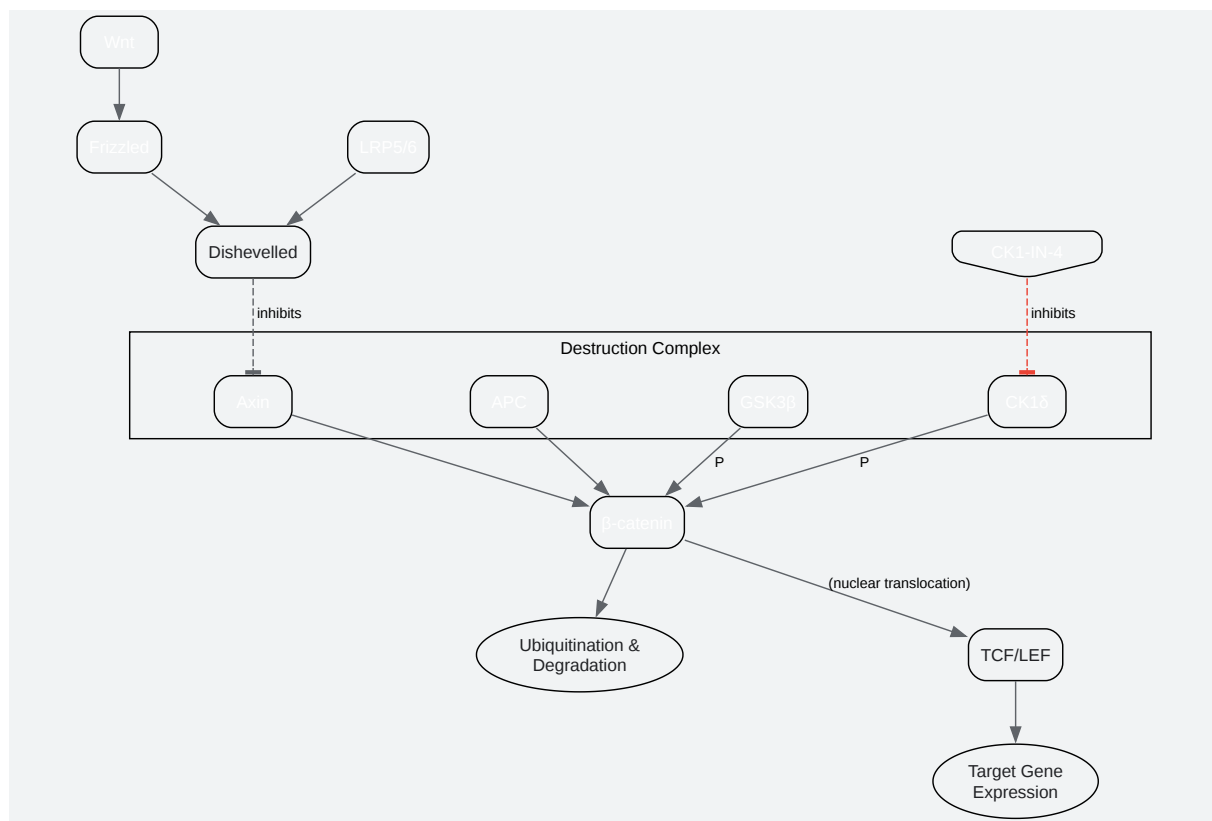 Wnt
Frizzled
LRP5/6
Dishevelled
CK1-IN-4
inhibits
inhibits
Destruction Complex
Axin
APC
GSK3β
CK1δ
P
P
β-catenin
(nuclear translocation)
Ubiquitination &
Degradation
TCF/LEF
Target Gene
Expression